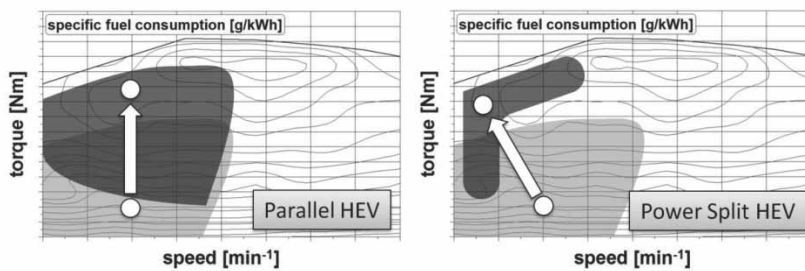 specific fuel consumption [g/kWh]
torque [Nm]
Parallel HEV
speed [min-1]
specific fuel consumption [g/kWh]
torque [Nm]
Power Split HEV
speed [min-1]